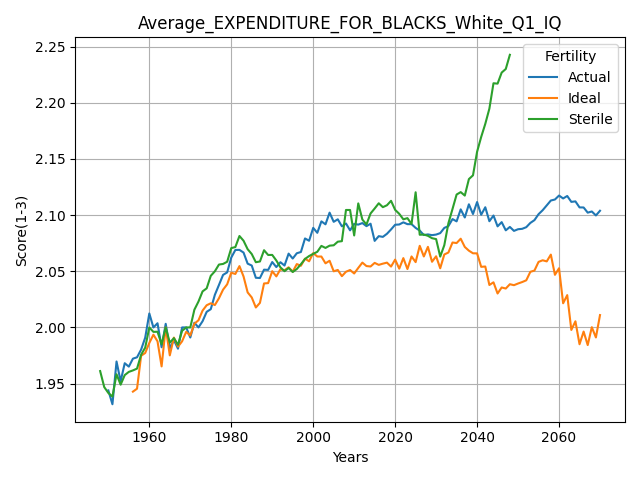 Average_EXPENDITURE_FOR_BLACKS_White_Q1_IQ
Fertility
Actual
Ideal
Sterile
Score(1-3)
2.25
2.20
2.15
2.10
2.05
2.00
1.95
1960 1980 2000 2020 2040 2060
Years